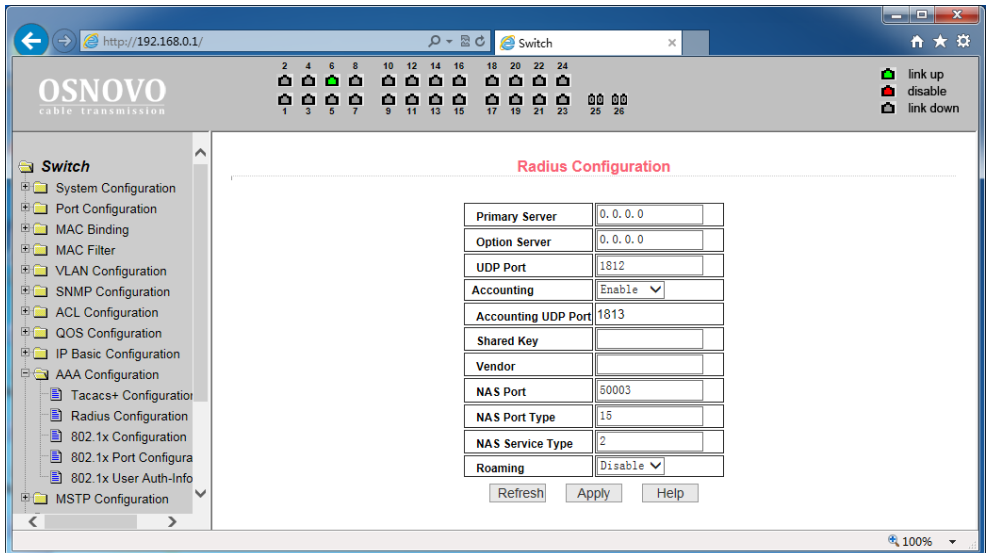 http://192.168.0.1/
Switch
OSNOVO
cable transmission
2 4 6 8 10 12 14 16 18 20 22 24
1 3 5 7 9 11 13 15 17 19 21 23 25 26
link up
disable
link down
Switch
System Configuration
Port Configuration
MAC Binding
MAC Filter
VLAN Configuration
SNMP Configuration
ACL Configuration
QOS Configuration
IP Basic Configuration
AAA Configuration
Tacacs+ Configuration
Radius Configuration
802.1x Configuration
802.1x Port Configura
802.1x User Auth-Info
MSTP Configuration
Radius Configuration
Primary Server 0.0.0.0
Option Server 0.0.0.0
UDP Port 1812
Accounting Enable
Accounting UDP Port 1813
Shared Key
Vendor
NAS Port 50003
NAS Port Type 15
NAS Service Type 2
Roaming Disable
Refresh Apply Help
100%